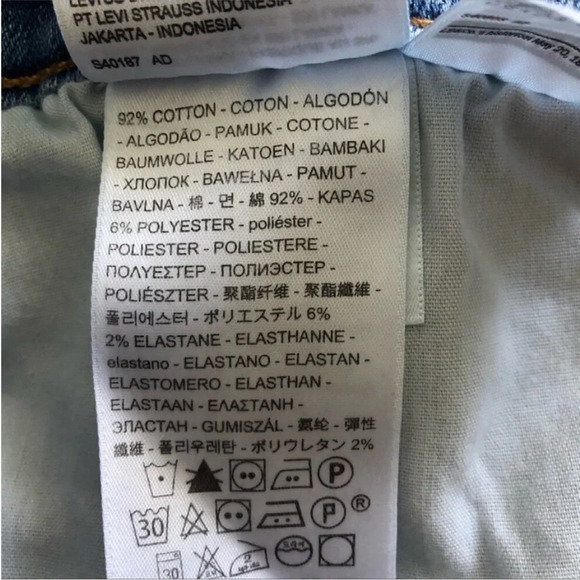 PT LEVI STRAUSS INDONESIA
JAKARTA - INDONESIA
S40187 AD
92% COTTON - COTON - ALGODÓN
- ALGODÃO - PAMUK - COTONE -
BAUMWOLLE - KATOEN - BAMBAKI
- ХЛОПОК - BAWEŁNA - PAMUT -
BAVLNA - 棉 - 면 - 綿 92% - KAPAS
6% POLYESTER - poliéster -
POLIESTER - POLIESTERE -
ΠΟΛΥΕΣΤΕΡ - ПОЛИЭСТЕР -
POLIÉSZTER - 聚酯纤维 - 聚酯纖維 -
폴리에스터 - ポリエステル 6%
2% ELASTANE - ELASTHANNE -
elastano - ELASTANO - ELASTAN -
ELASTOMERO - ELASTHAN -
ELASTAAN - ΕΛΑΣΤΑΝΗ -
ЭЛАСТАН - GUMISZÁL - 氨纶 - 彈性
纖維 - 폴리우레탄 - ポリウレタン 2%
P
30 P ®
30 2